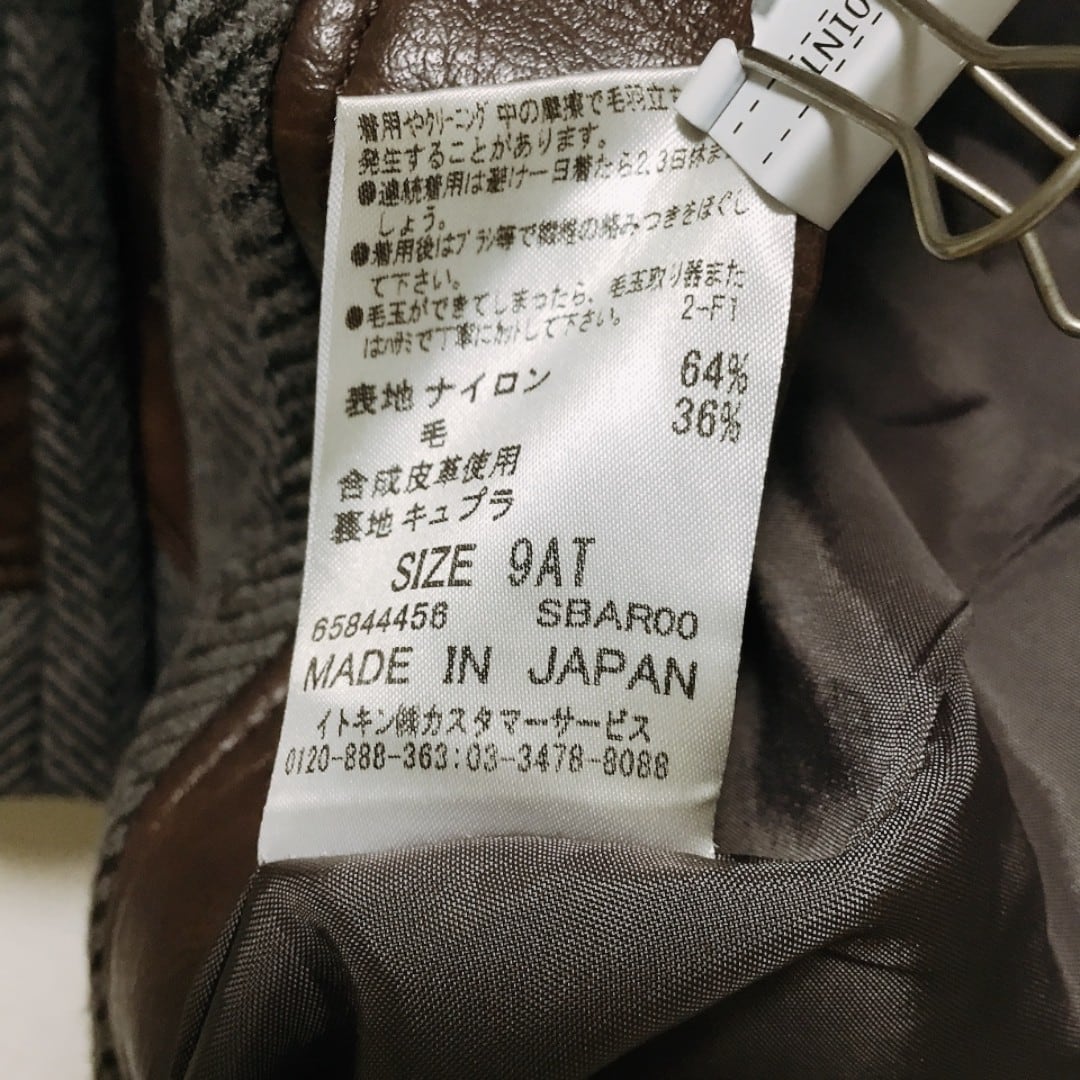 着用やクリーニング 中の摩擦で毛羽立ち
発生することがあります。
●連続着用は避け一日着たら2,3日休ま
しょう。
●着用後はブラシ等で繊維の絡みつきをほぐし
て下さい。
●毛玉ができてしまったら、毛玉取り器また
はハサミで丁寧にカットして下さい。 2-F1
表地 ナイロン 64%
毛 36%
合成皮革使用
裏地 キュプラ
SIZE 9AT
65844456 SBAR00
MADE IN JAPAN
イトキン㈱カスタマーサービス
0120-888-363:03-3478-8088